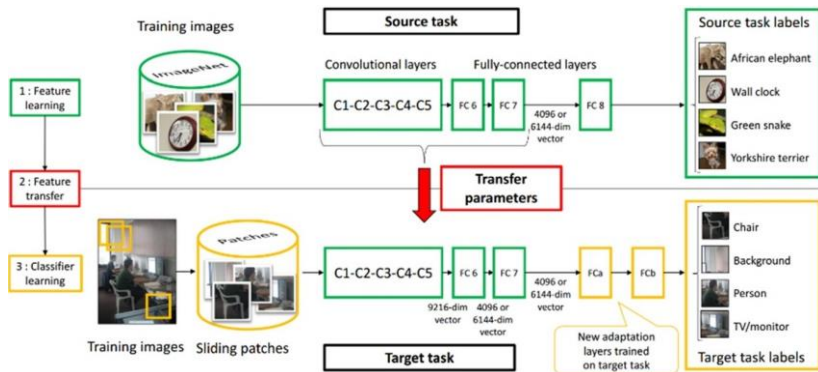 Training images
Source task
Source task labels
ImageNet
Convolutional layers
Fully-connected layers
1 : Feature
learning
C1-C2-C3-C4-C5
FC 6
FC 7
4096 or
6144-dim
vector
FC 8
African elephant
Wall clock
Green snake
Yorkshire terrier
2 : Feature
transfer
Transfer
parameters
3 : Classifier
learning
Patches
C1-C2-C3-C4-C5
FC 6
FC 7
4096 or
6144-dim
vector
FCa
FCb
Chair
Background
Person
TV/monitor
9216-dim
vector
4096 or
6144-dim
vector
Training images
Sliding patches
Target task
New adaptation
layers trained
on target task
Target task labels